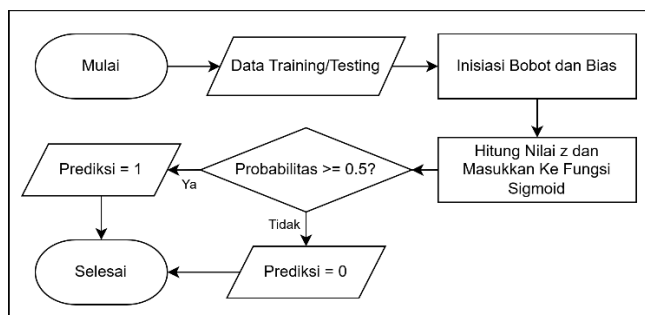 Mulai
Data Training/Testing
Inisiasi Bobot dan Bias
Hitung Nilai z dan
Masukkan Ke Fungsi
Sigmoid
Probabilitas >= 0.5?
Ya
Prediksi = 1
Tidak
Prediksi = 0
Selesai